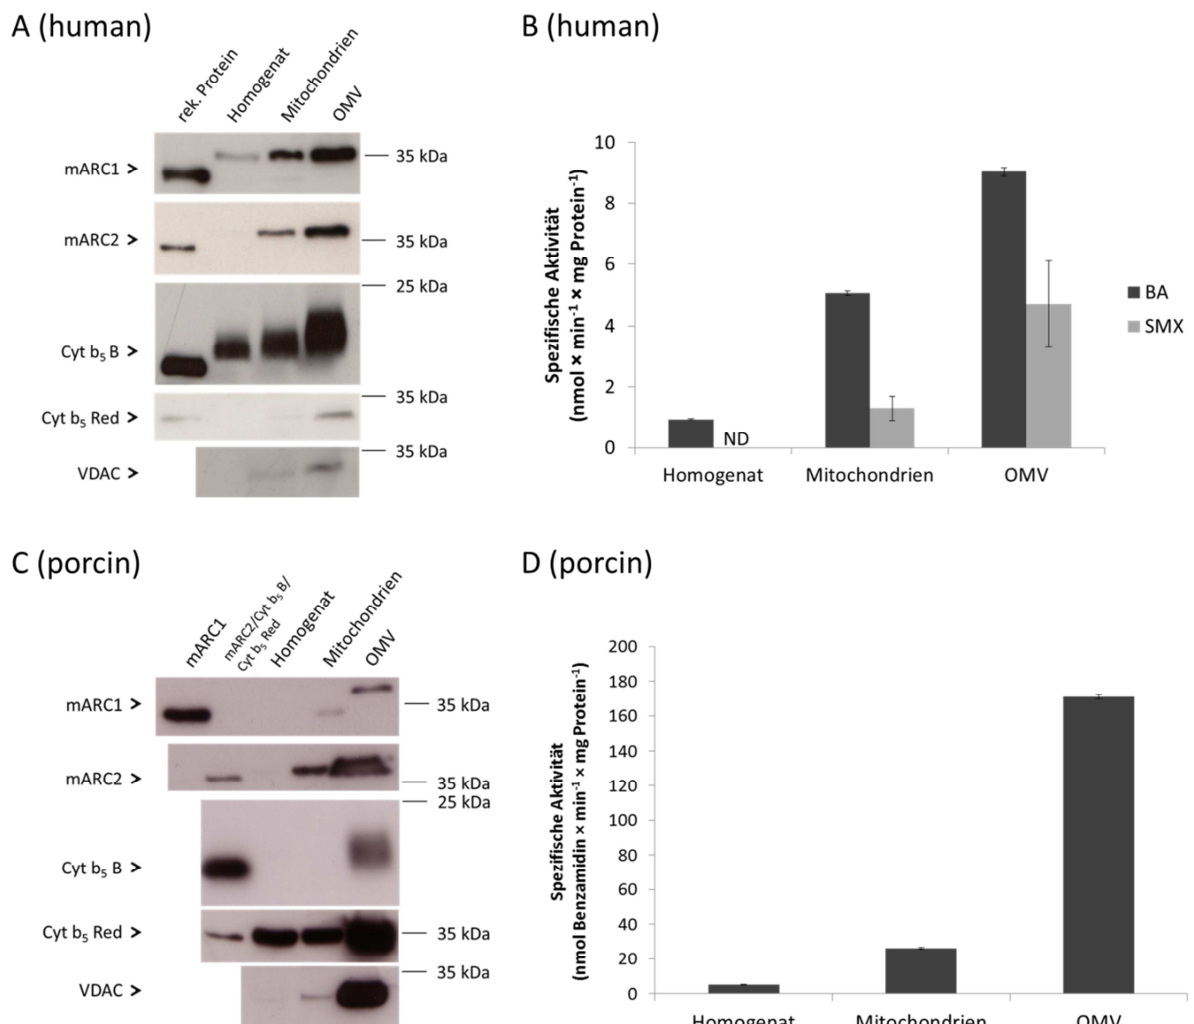 A (human)
rek. Protein
Homogenat
Mitochondrien
OMV
mARC1 >
35 kDa
mARC2 >
35 kDa
25 kDa
Cyt b5 B >
35 kDa
Cyt b5 Red >
35 kDa
VDAC >
B (human)
Spezifische Aktivität
(nmol × min-1 × mg Protein-1)
10
8
6
4
2
0
ND
Homogenat Mitochondrien OMV
BA
SMX
C (porcin)
mARC1
mARC2/Cyt b5 B/
Cyt b5 Red
Homogenat
Mitochondrien
OMV
mARC1 >
35 kDa
mARC2 >
35 kDa
25 kDa
Cyt b5 B >
Cyt b5 Red >
35 kDa
35 kDa
VDAC >
D (porcin)
Spezifische Aktivität
(nmol Benzamidin × min-1 × mg Protein-1)
200
180
160
140
120
100
80
60
40
20
0
Homogenat Mitochondrien OMV